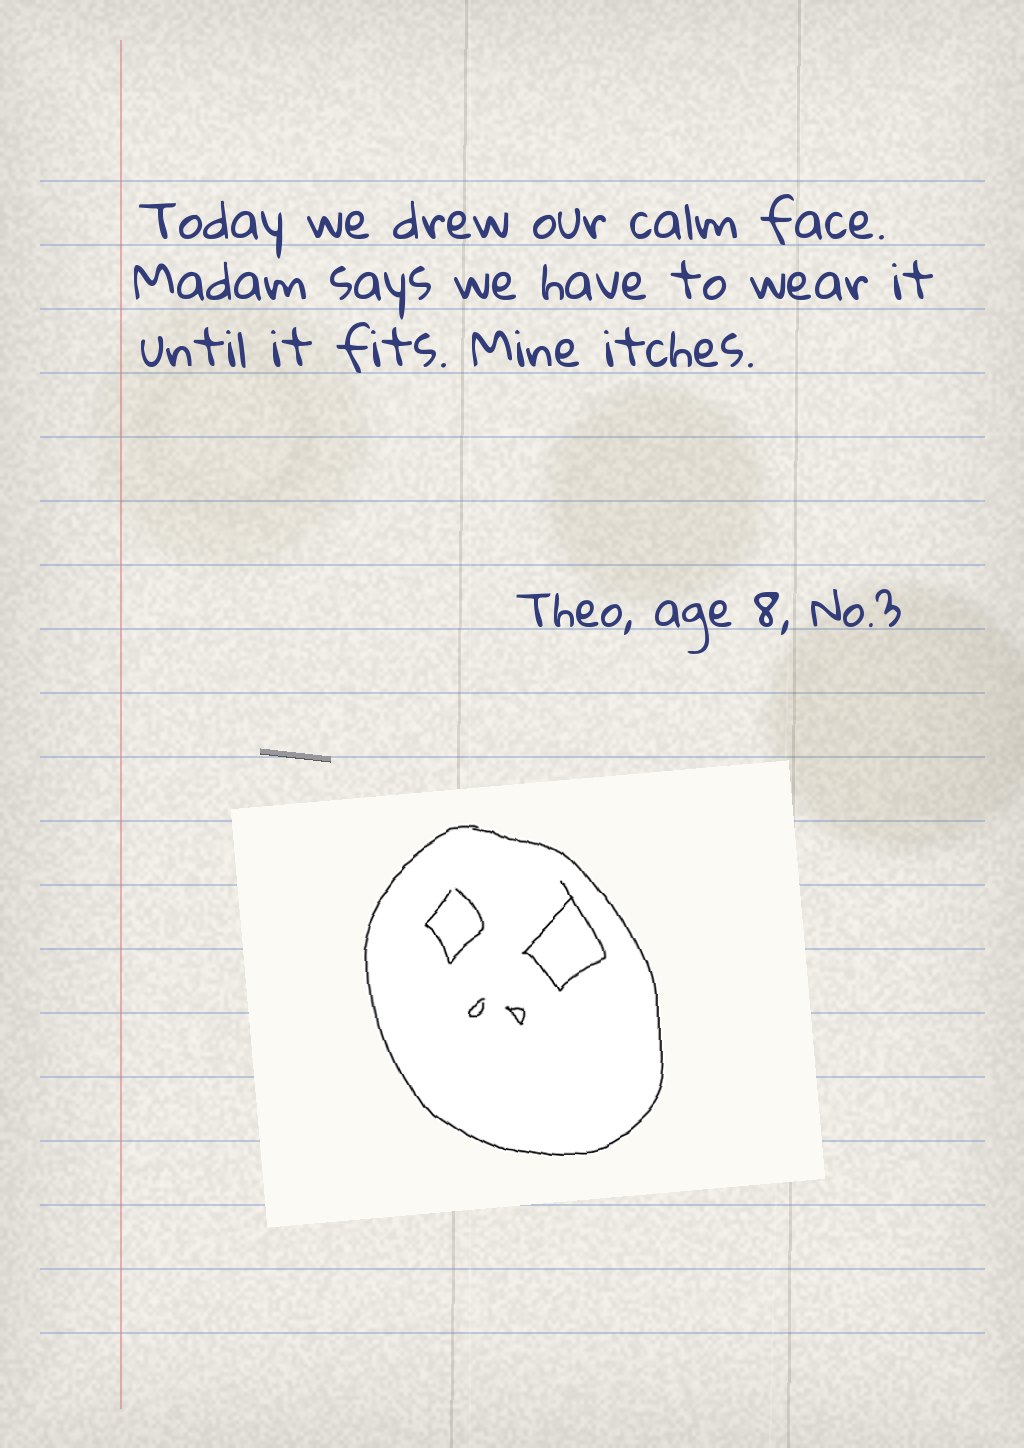 Today we drew our calm face.
Madam says we have to wear it
until it fits. Mine itches.
Theo, age 8, No.3